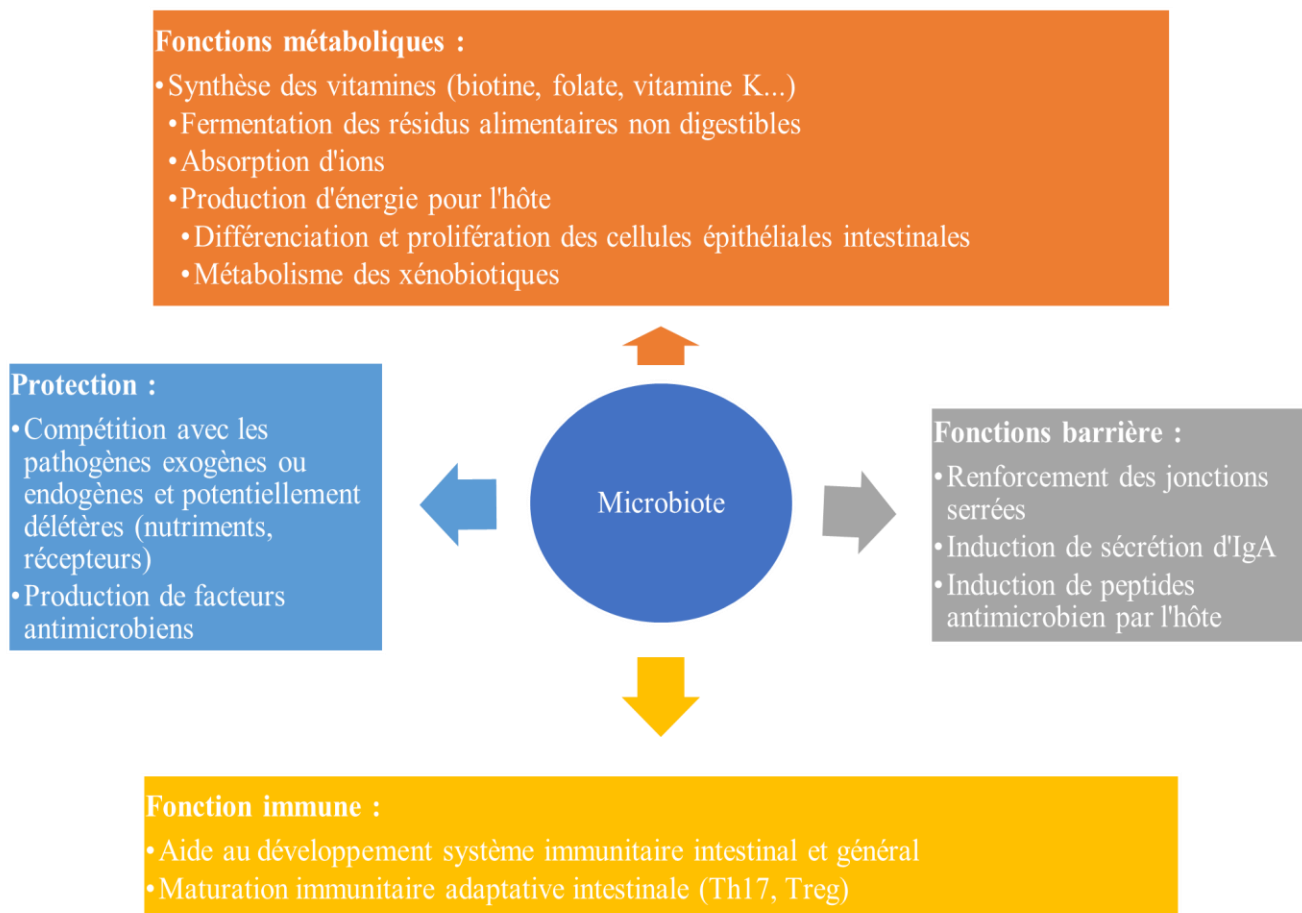 Fonctions métaboliques :
•Synthèse des vitamines (biotine, folate, vitamine K...)
•Fermentation des résidus alimentaires non digestibles
•Absorption d'ions
•Production d'énergie pour l'hôte
•Différenciation et prolifération des cellules épithéliales intestinales
•Métabolisme des xénobiotiques
Protection :
•Compétition avec les
pathogènes exogènes ou
endogènes et potentiellement
délétères (nutriments,
récepteurs)
•Production de facteurs
antimicrobiens
Microbiote
Fonctions barrière :
•Renforcement des jonctions
serrées
•Induction de sécrétion d'IgA
•Induction de peptides
antimicrobien par l'hôte
Fonction immune :
•Aide au développement système immunitaire intestinal et général
•Maturation immunitaire adaptative intestinale (Th17, Treg)